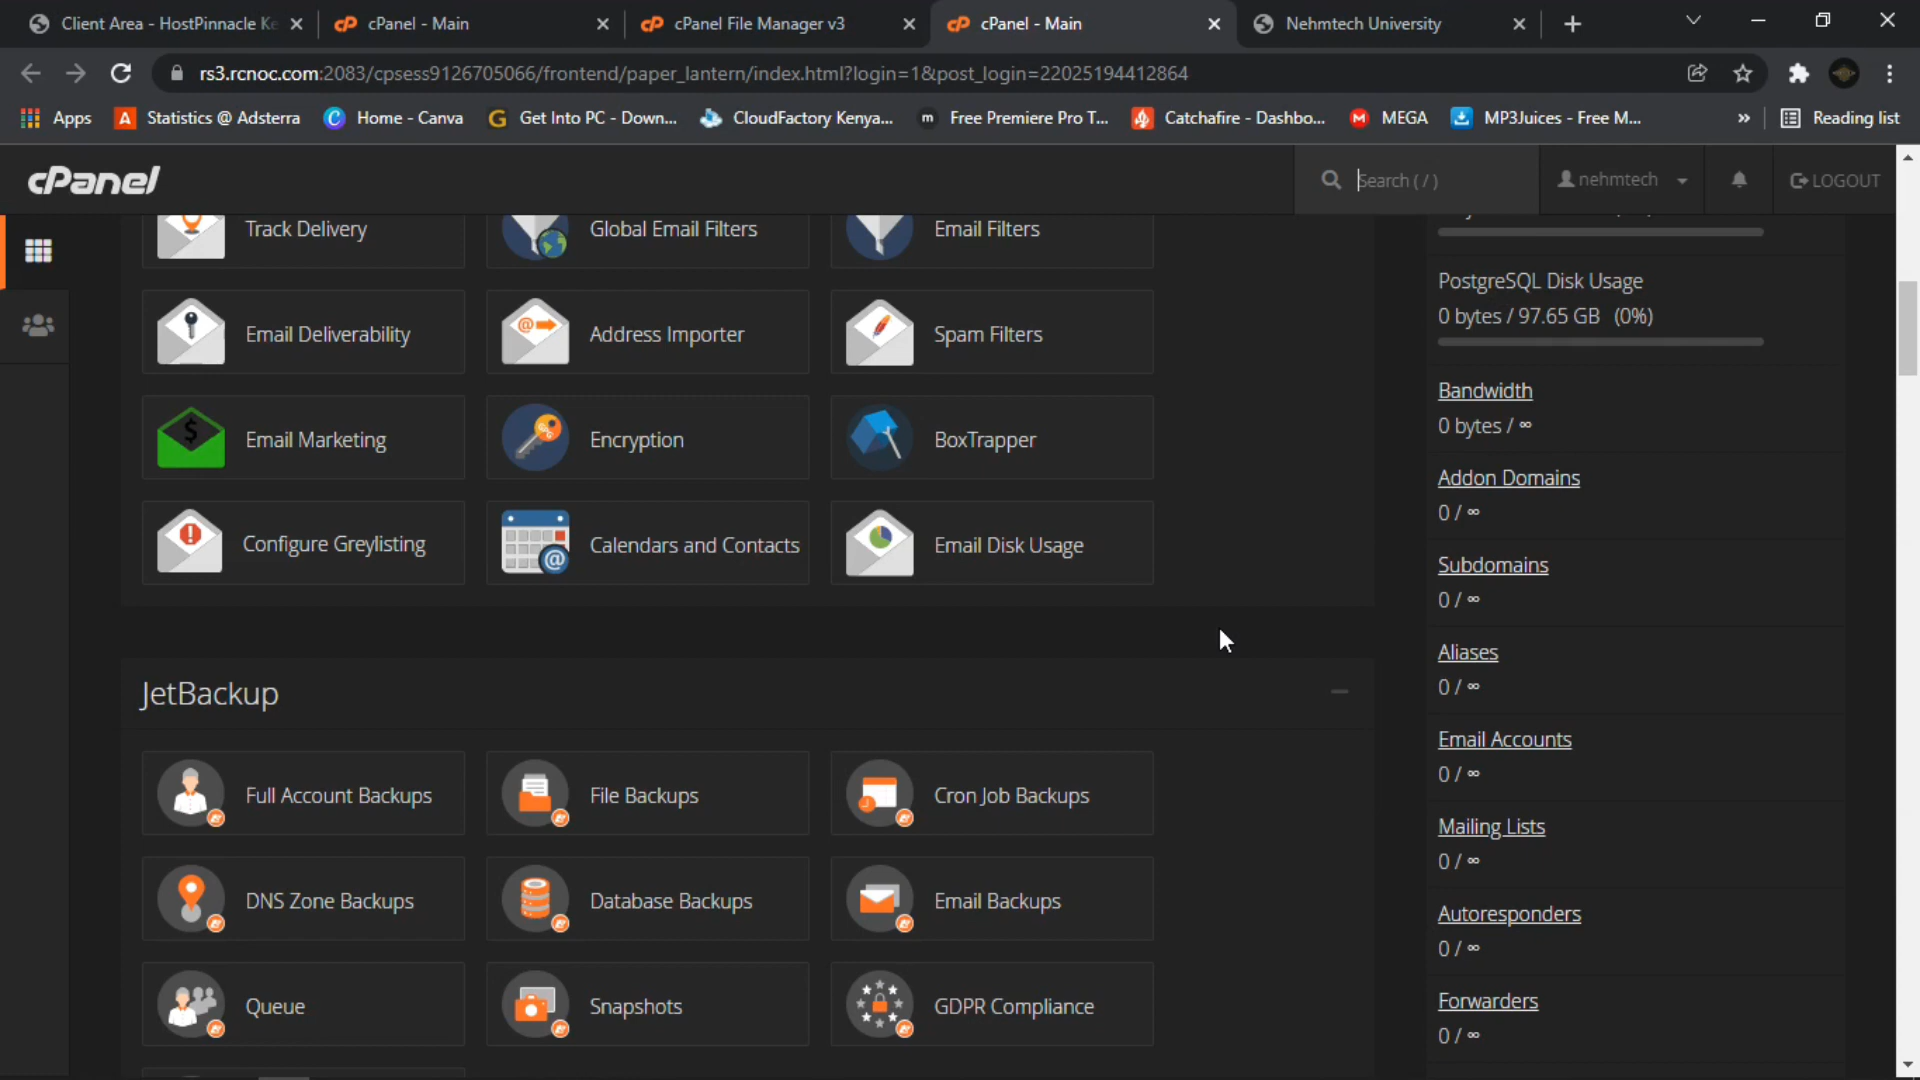 Client Area - HostPinnacle Ke
cPanel - Main
cPanel File Manager v3
cPanel - Main
Nehmtech University
rs3.rcnoc.com:2083/cpsess9126705066/frontend/paper_lantern/index.html?login=1&post_login=22025194412864
Apps
Statistics @ Adsterra
Home - Canva
Get Into PC - Down...
CloudFactory Kenya...
Free Premiere Pro T...
Catchafire - Dashbo...
MEGA
MP3Juices - Free M...
»
Reading list
cPanel
Search ( / )
nehmtech
LOGOUT
Track Delivery
Global Email Filters
Email Filters
Email Deliverability
Address Importer
Spam Filters
Email Marketing
Encryption
BoxTrapper
Configure Greylisting
Calendars and Contacts
Email Disk Usage
JetBackup
Full Account Backups
File Backups
Cron Job Backups
DNS Zone Backups
Database Backups
Email Backups
Queue
Snapshots
GDPR Compliance
PostgreSQL Disk Usage
0 bytes / 97.65 GB (0%)
Bandwidth
0 bytes / ∞
Addon Domains
0 / ∞
Subdomains
0 / ∞
Aliases
0 / ∞
Email Accounts
0 / ∞
Mailing Lists
0 / ∞
Autoresponders
0 / ∞
Forwarders
0 / ∞